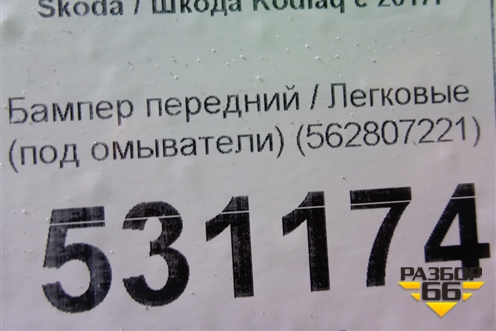 Skoda / Шкода Kodiaq с 2017г
Бампер передний / Легковые
(под омыватели) (562807221)
531174
РАЗБОР
66